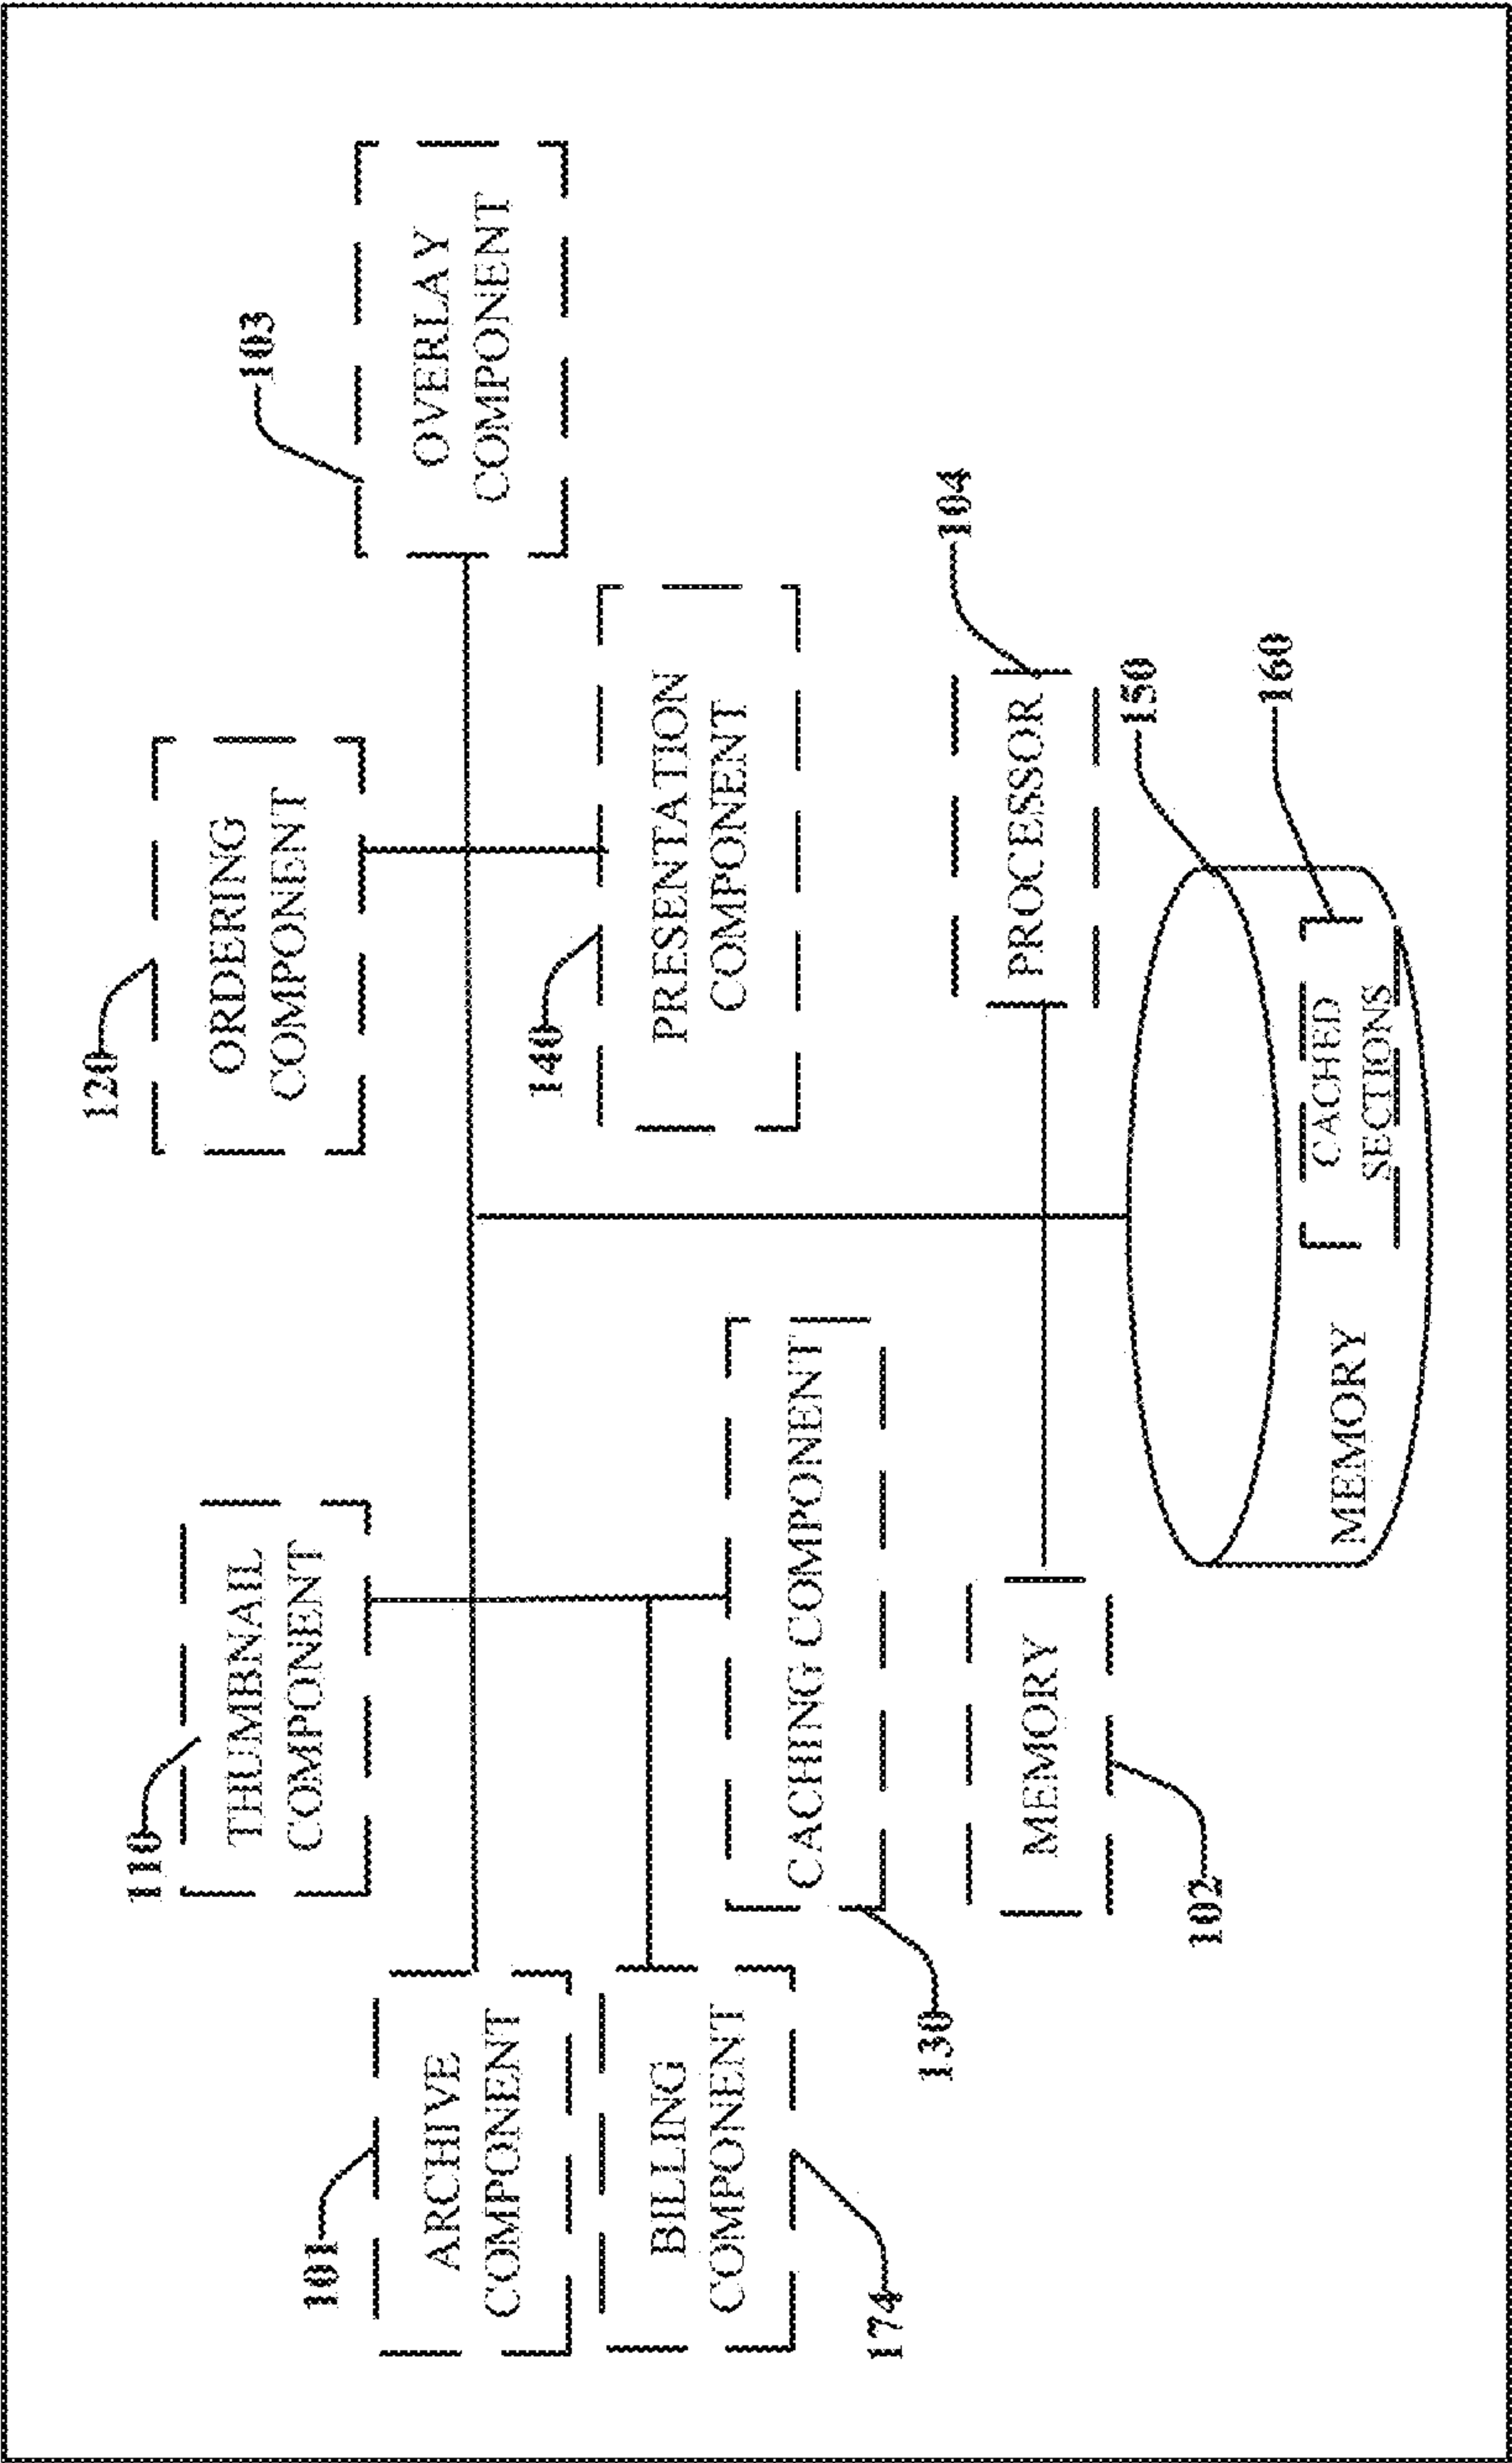 110
THUMBNAIL
COMPONENT
120
ORDERING
COMPONENT
101
ARCHIVE
COMPONENT
103
OVERLAY
COMPONENT
BILLING
COMPONENT
174
140
PRESENTATION
COMPONENT
CACHING COMPONENT
130
MEMORY
102
PROCESSOR
104
150
MEMORY
CACHED
SECTIONS
160